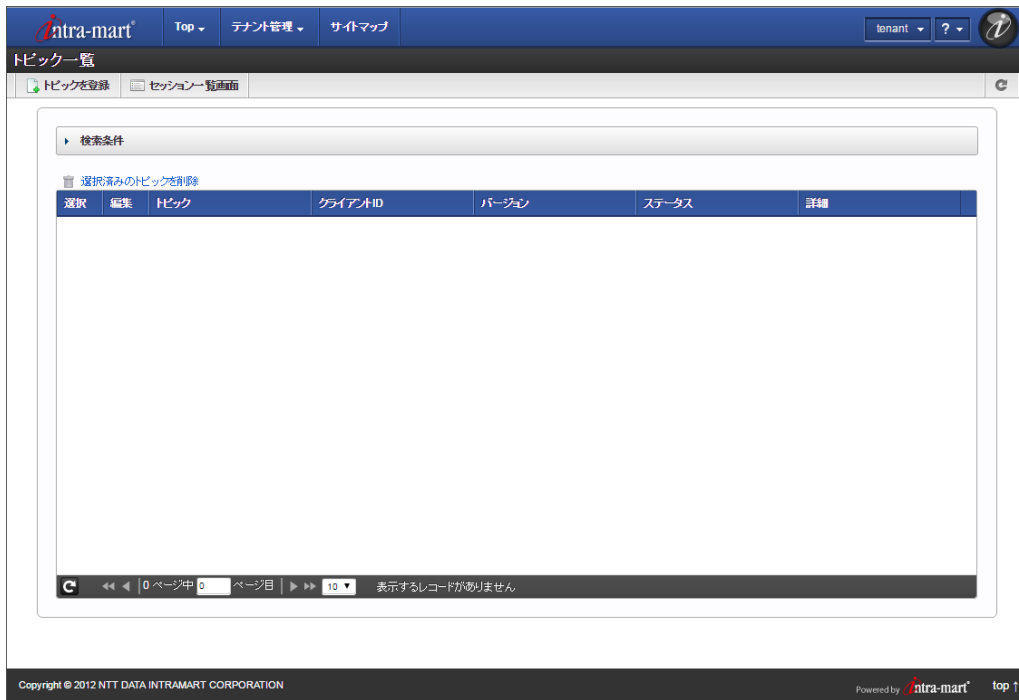 intra-mart® Top テナント管理 サイトマップ tenant ?
トピック一覧
トピックを登録 セッション一覧画面
検索条件
選択済みのトピックを削除
選択 編集 トピック クライアントID バージョン ステータス 詳細
0 ページ中 0 ページ目 10 表示するレコードがありません
Copyright © 2012 NTT DATA INTRAMART CORPORATION Powered by intra-mart® top ↑